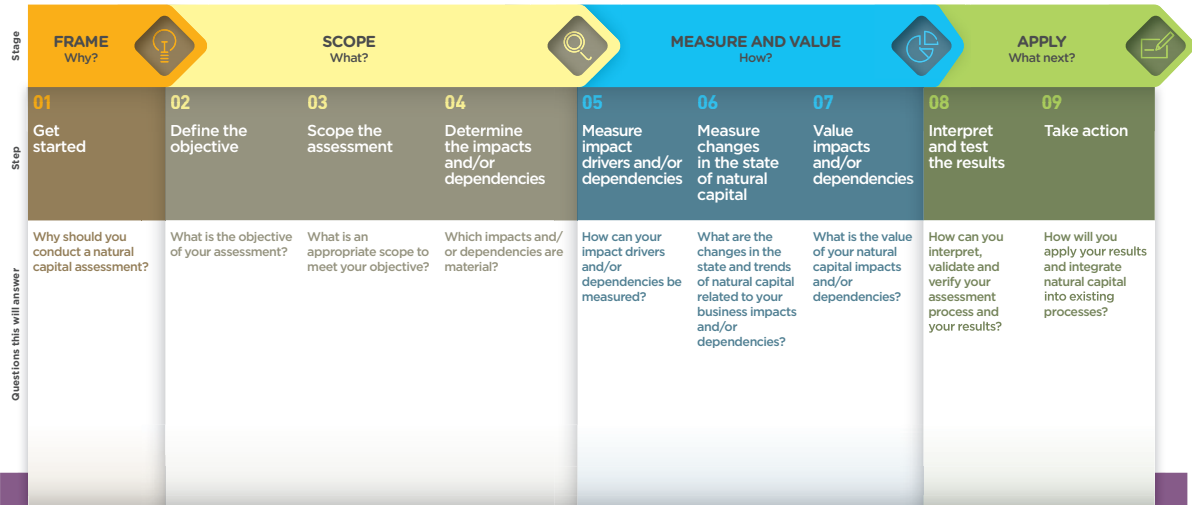 Stage
FRAME
Why?
SCOPE
What?
MEASURE AND VALUE
How?
APPLY
What next?
Step
01
Get
started
02
Define the
objective
03
Scope the
assessment
04
Determine
the impacts
and/or
dependencies
05
Measure
impact
drivers and/or
dependencies
06
Measure
changes
in the state
of natural
capital
07
Value
impacts
and/or
dependencies
08
Interpret
and test
the results
09
Take action
Questions this will answer
Why should you
conduct a natural
capital assessment?
What is the objective
of your assessment?
What is an
appropriate scope to
meet your objective?
Which impacts and/
or dependencies are
material?
How can your
impact drivers
and/or
dependencies be
measured?
What are the
changes in the
state and trends
of natural capital
related to your
business impacts
and/or
dependencies?
What is the value
of your natural
capital impacts
and/or
dependencies?
How can you
interpret,
validate and
verify your
assessment
process and
your results?
How will you
apply your results
and integrate
natural capital
into existing
processes?